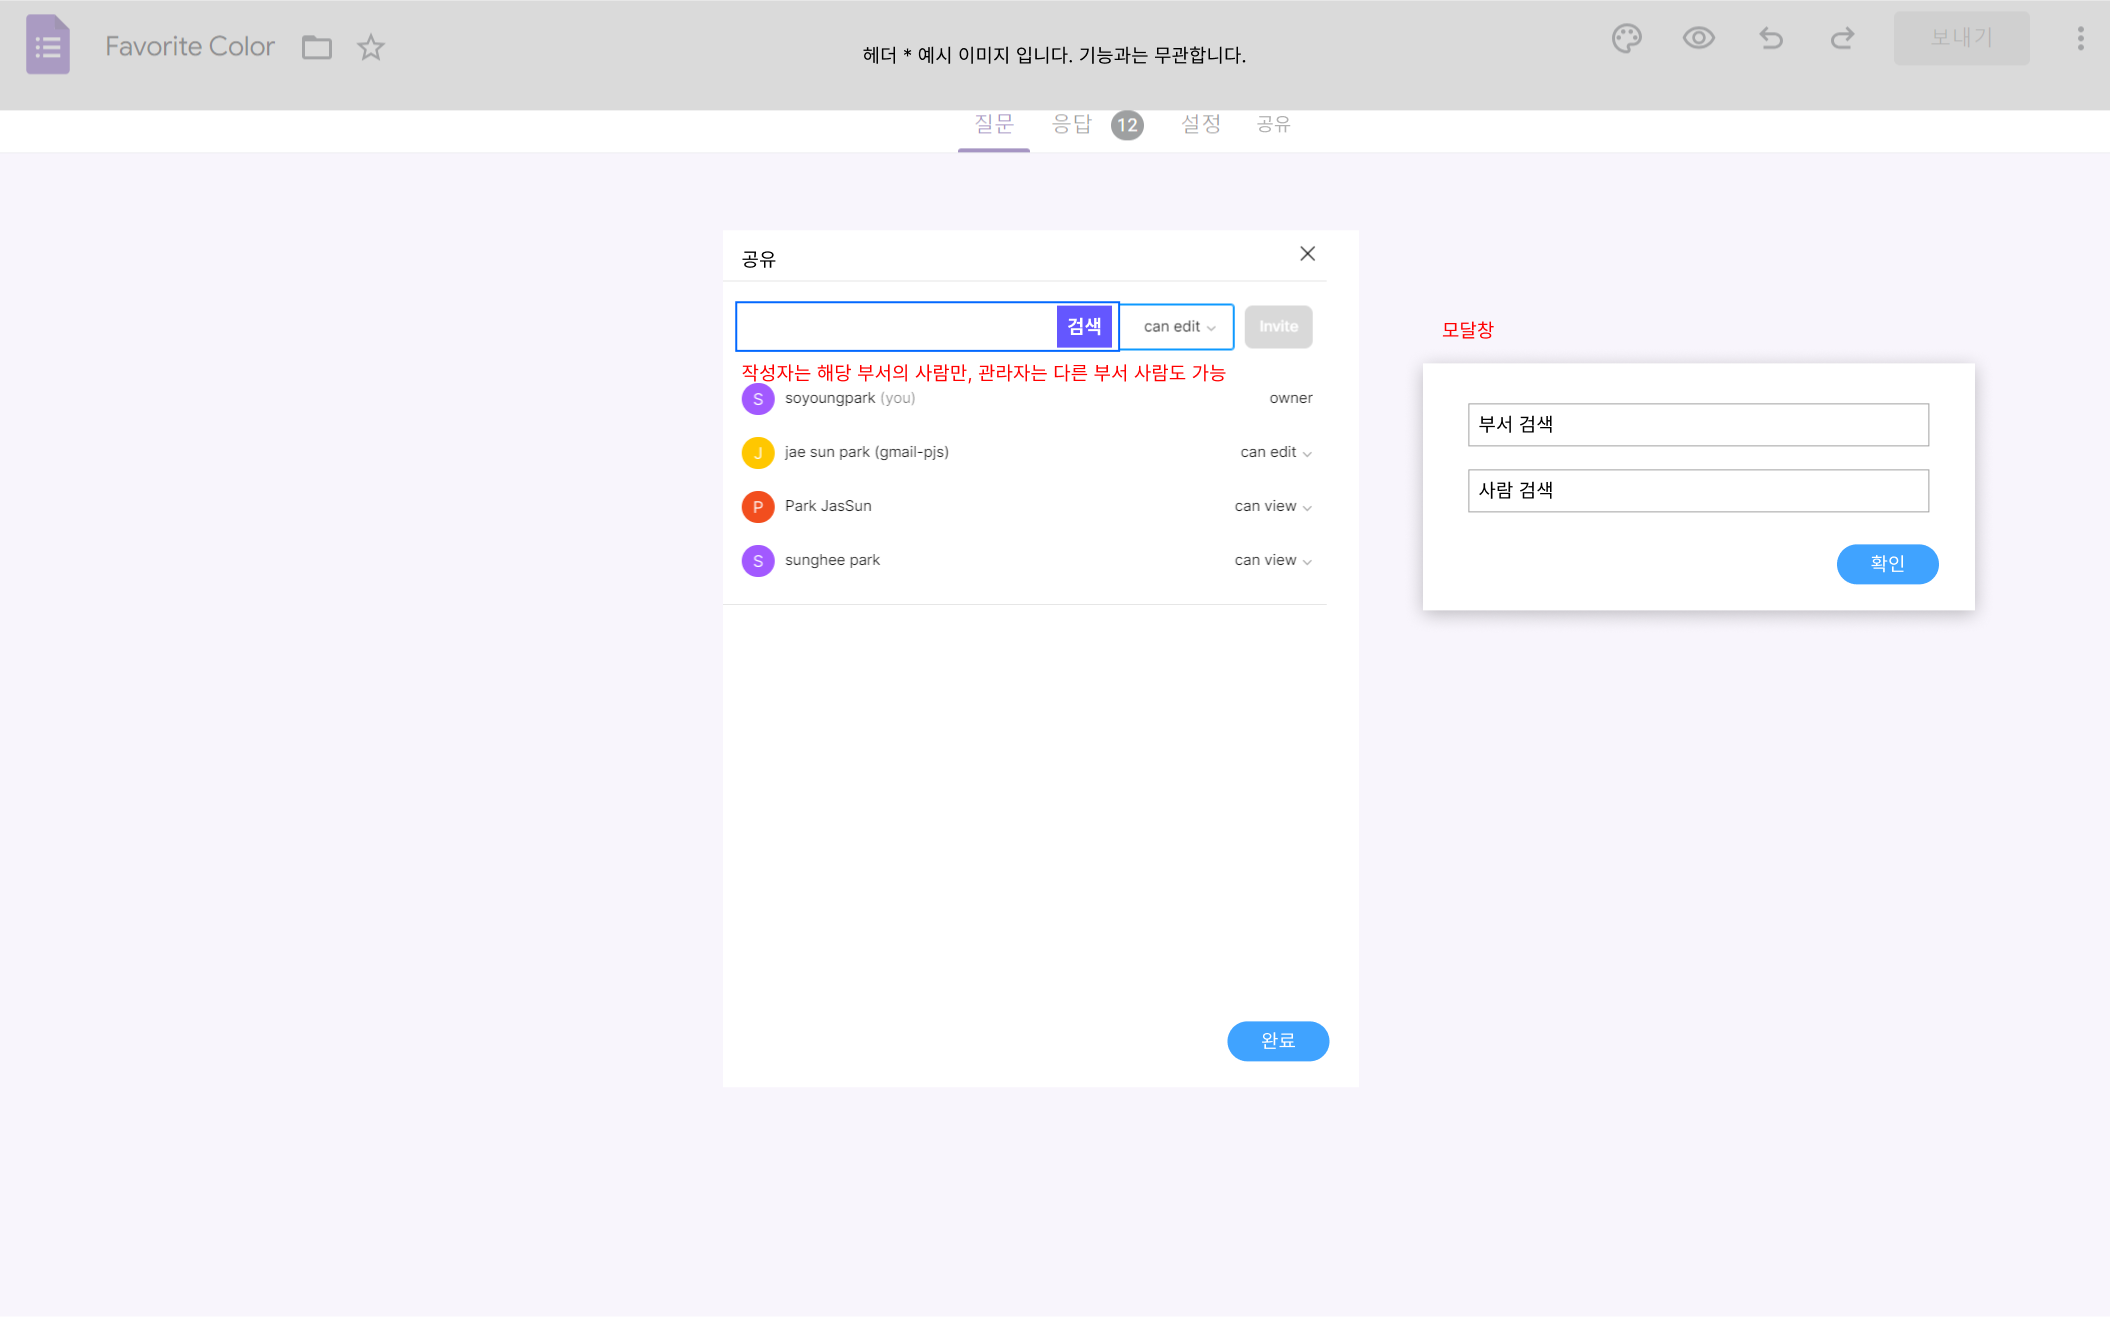 Favorite Color
헤더 * 예시 이미지 입니다. 기능과는 무관합니다.
보내기
질문 응답 12 설정 공유
공유
검색 can edit Invite
작성자는 해당 부서의 사람만, 관라자는 다른 부서 사람도 가능
S soyoungpark (you) owner
J jae sun park (gmail-pjs) can edit
P Park JasSun can view
S sunghee park can view
완료
모달창
부서 검색
사람 검색
확인